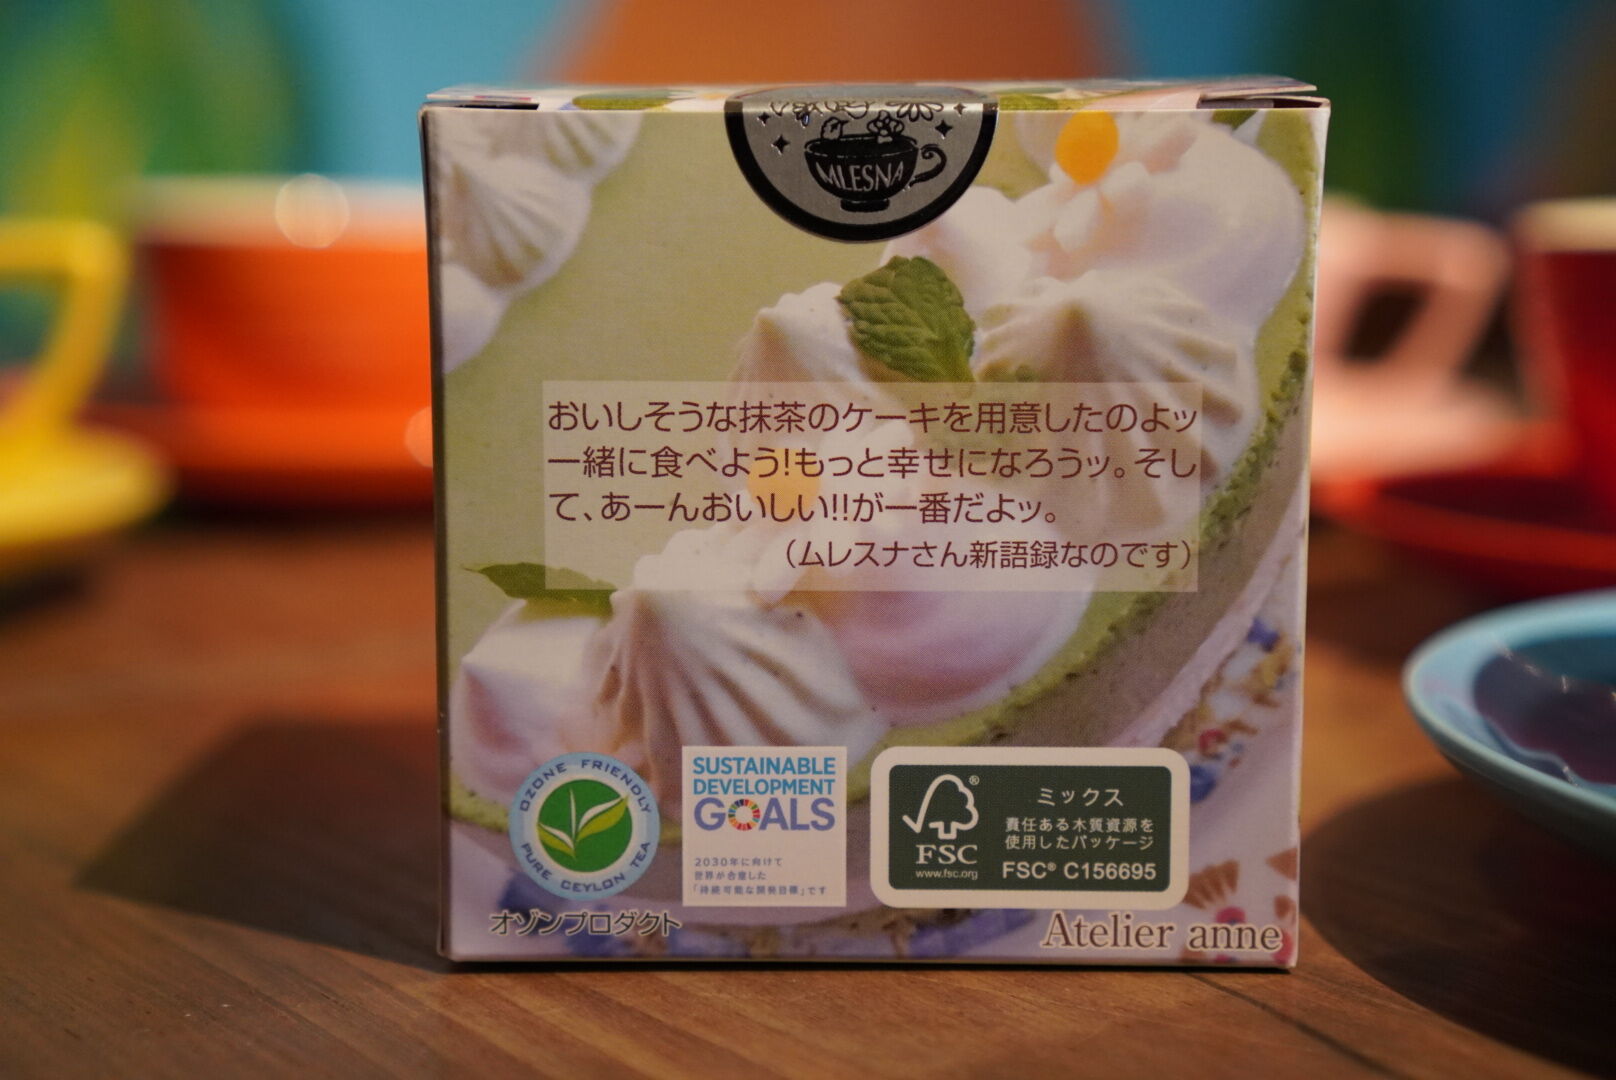 MLESNA
おいしそうな抹茶のケーキを用意したのよッ
一緒に食べよう!もっと幸せになろうッ。そし
て、あーんおいしい!!が一番だよッ。
（ムレスナさん新語録なのです）
OZONE FRIENDLY
PURE CEYLON TEA
オゾンプロダクト
SUSTAINABLE
DEVELOPMENT
GOALS
2030年に向けて
世界が合意した
「持続可能な開発目標」です
FSC
www.fsc.org
®
ミックス
責任ある木質資源を
使用したパッケージ
FSC® C156695
Atelier anne